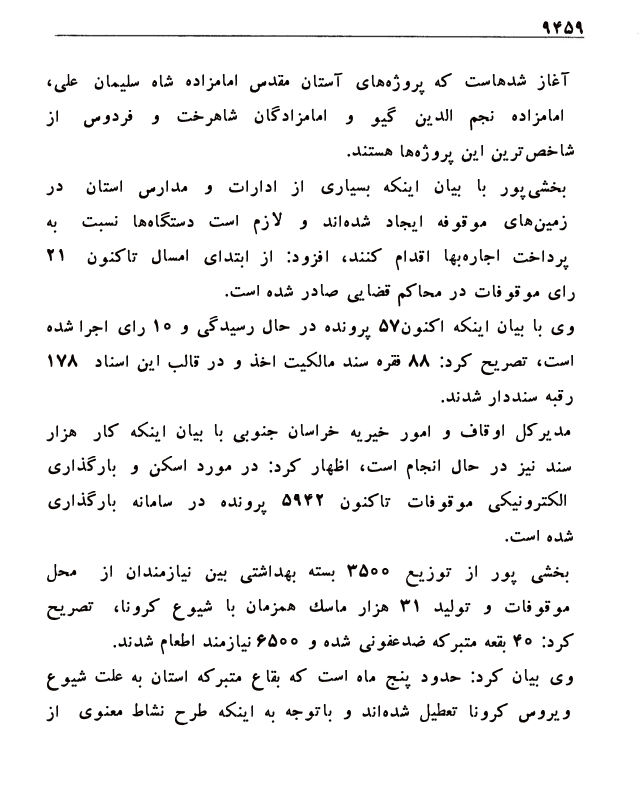 ۹۴۵۹
آغاز شدهاست که پروژه‌های آستان مقدس امامزاده شاه سلیمان علی،
امامزاده نجم الدین گیو و امامزادگان شاهرخت و فردوس از
شاخص‌ترین این پروژه‌ها هستند.
بخشی‌پور با بیان اینکه بسیاری از ادارات و مدارس استان در
زمین‌های موقوفه ایجاد شده‌اند و لازم است دستگاه‌ها نسبت به
پرداخت اجاره‌بها اقدام کنند، افزود: از ابتدای امسال تاکنون ۲۱
رای موقوفات در محاکم قضایی صادر شده است.
وی با بیان اینکه اکنون۵۷ پرونده در حال رسیدگی و ۱۰ رای اجرا شده
است، تصریح کرد: ۸۸ فقره سند مالکیت اخذ و در قالب این اسناد ۱۷۸
رقبه سنددار شدند.
مدیرکل اوقاف و امور خیریه خراسان جنوبی با بیان اینکه کار هزار
سند نیز در حال انجام است، اظهار کرد: در مورد اسکن و بارگذاری
الکترونیکی موقوفات تاکنون ۵۹۴۲ پرونده در سامانه بارگذاری
شده است.
بخشی پور از توزیع ۳۵۰۰ بسته بهداشتی بین نیازمندان از محل
موقوفات و تولید ۳۱ هزار ماسک همزمان با شیوع کرونا، تصریح
کرد: ۴۰ بقعه متبرکه ضدعفونی شده و ۶۵۰۰ نیازمند اطعام شدند.
وی بیان کرد: حدود پنج ماه است که بقاع متبرکه استان به علت شیوع
ویروس کرونا تعطیل شده‌اند و باتوجه به اینکه طرح نشاط معنوی از